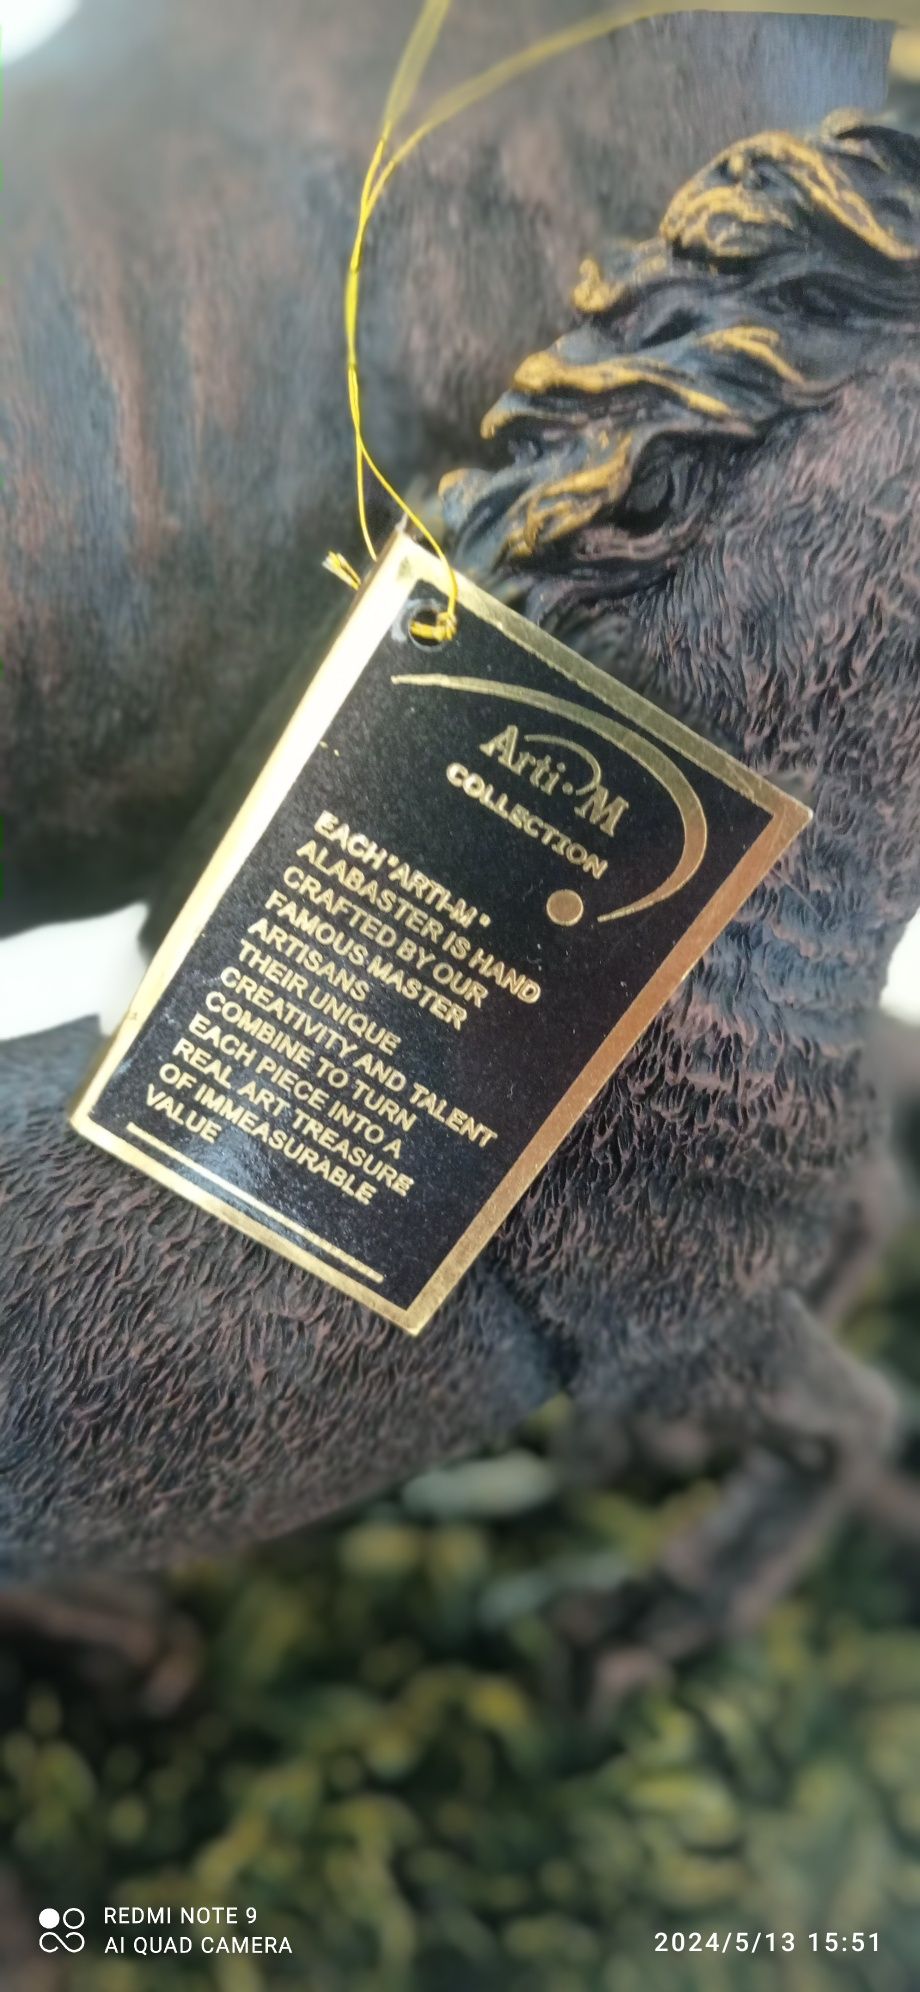 Arti·M
COLLECTION
EACH "ARTI-M"
ALABASTER IS HAND
CRAFTED BY OUR
FAMOUS MASTER
ARTISANS
THEIR UNIQUE
CREATIVITY AND TALENT
COMBINE TO TURN
EACH PIECE INTO A
REAL ART TREASURE
OF IMMEASURABLE
VALUE
REDMI NOTE 9
AI QUAD CAMERA
2024/5/13 15:51